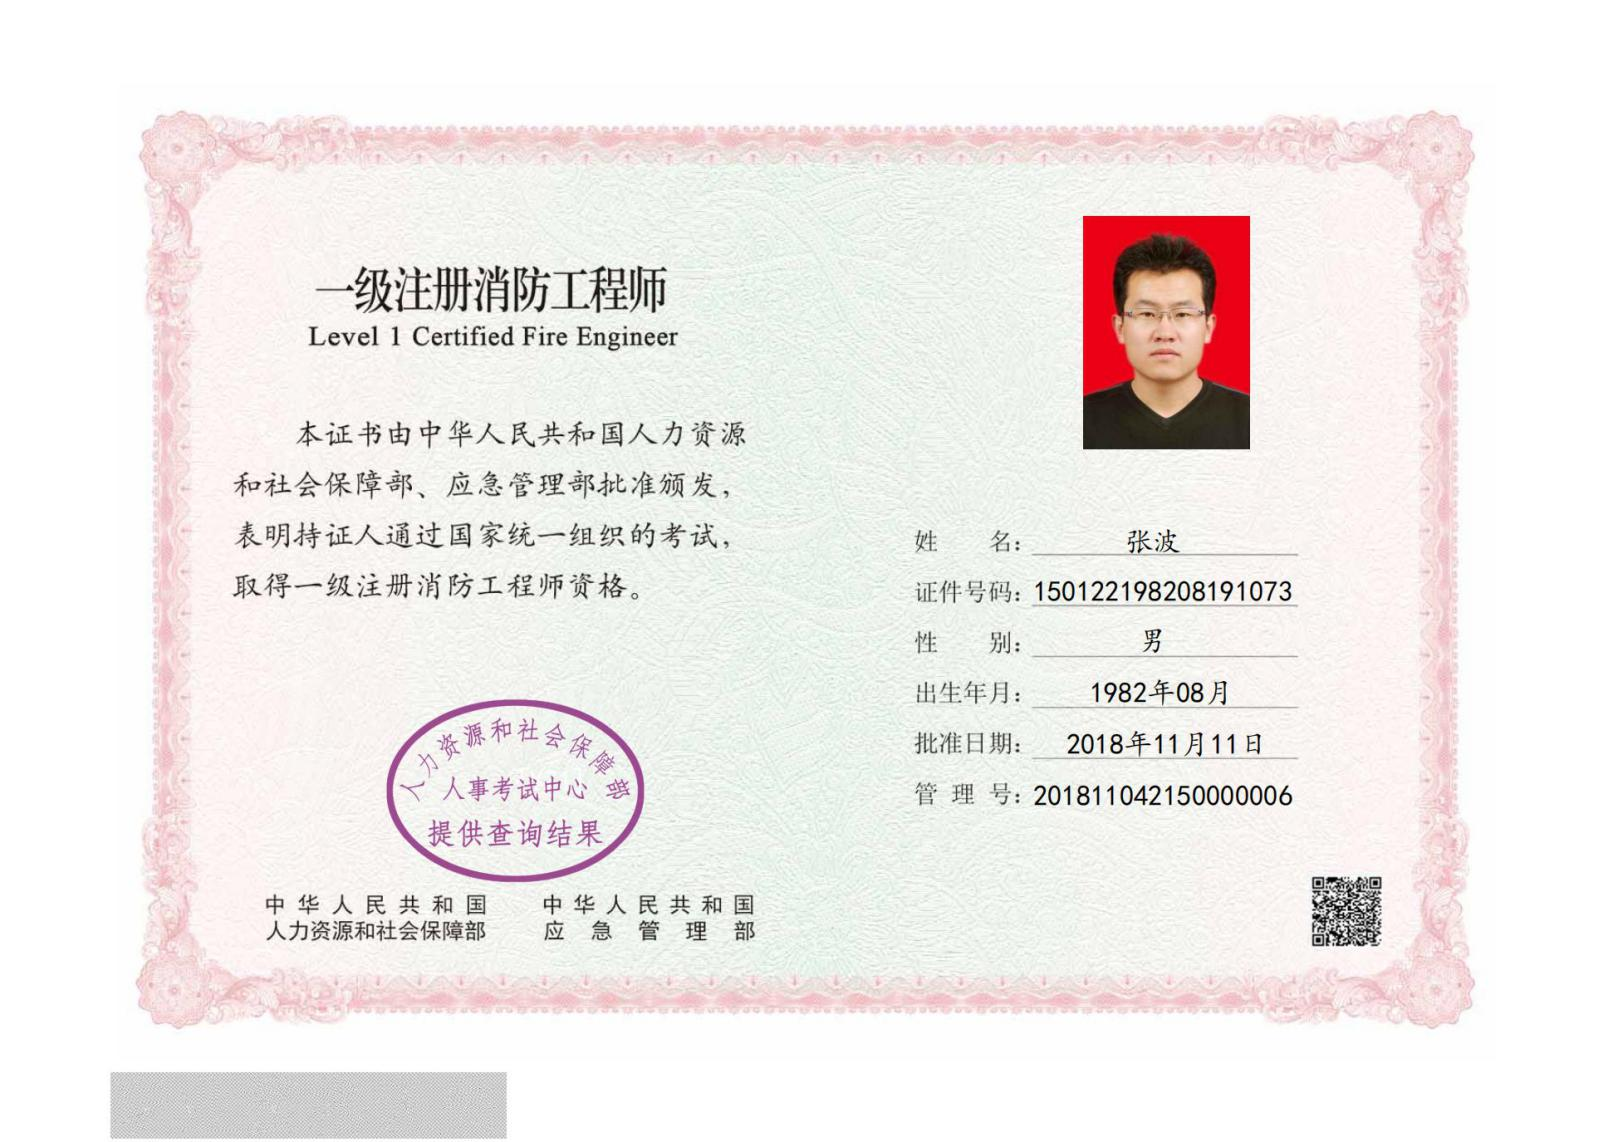 一级注册消防工程师
Level 1 Certified Fire Engineer
本证书由中华人民共和国人力资源
和社会保障部、应急管理部批准颁发，
表明持证人通过国家统一组织的考试，
取得一级注册消防工程师资格。
人力资源和社会保障部
人事考试中心
提供查询结果
中华人民共和国
人力资源和社会保障部
中华人民共和国
应急管理部
姓名：张波
证件号码：150122198208191073
性别：男
出生年月：1982年08月
批准日期：2018年11月11日
管理号：201811042150000006